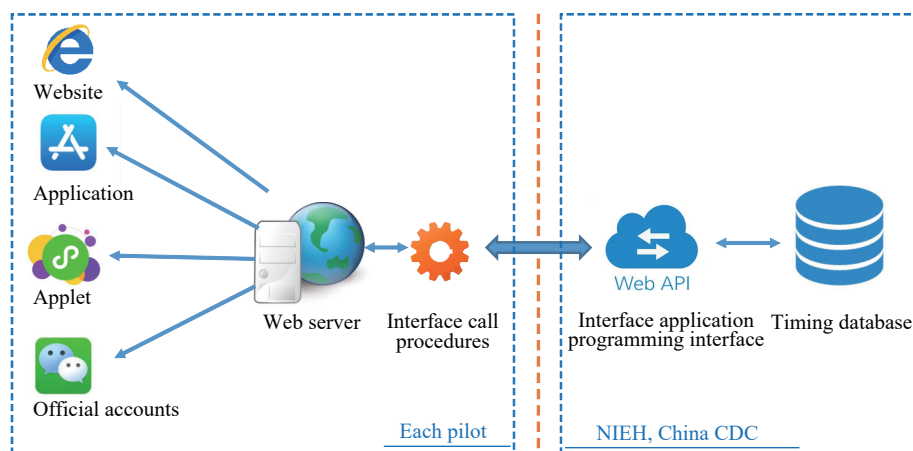 Website
Application
Applet
Official accounts
Web server
Interface call
procedures
Each pilot
Web API
Interface application
programming interface
Timing database
NIEH, China CDC